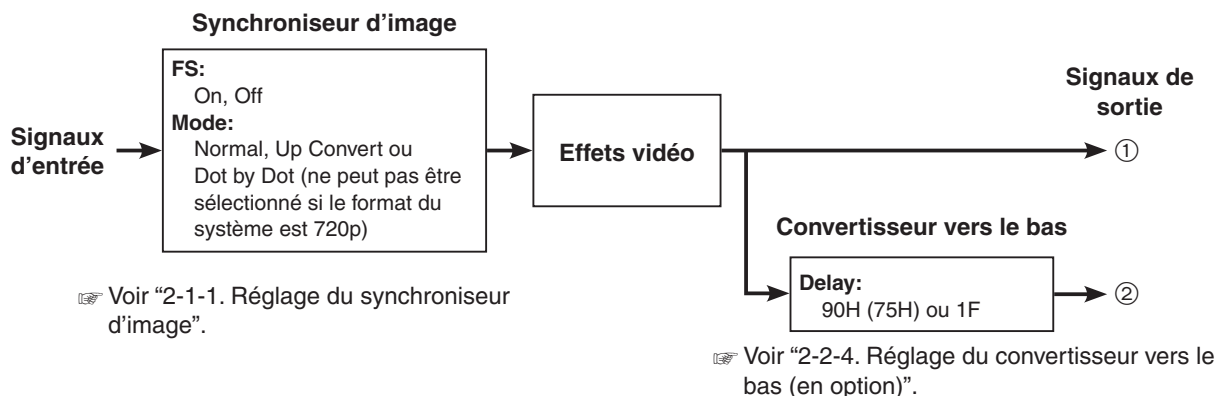 Synchroniseur d'image
FS:
On, Off
Mode:
Normal, Up Convert ou
Dot by Dot (ne peut pas être
sélectionné si le format du
système est 720p)
Signaux
d'entrée
Effets vidéo
Signaux de
sortie
①
Convertisseur vers le bas
Delay:
90H (75H) ou 1F
②
☞ Voir “2-1-1. Réglage du synchroniseur
d'image”.
☞ Voir “2-2-4. Réglage du convertisseur vers le
bas (en option)”.